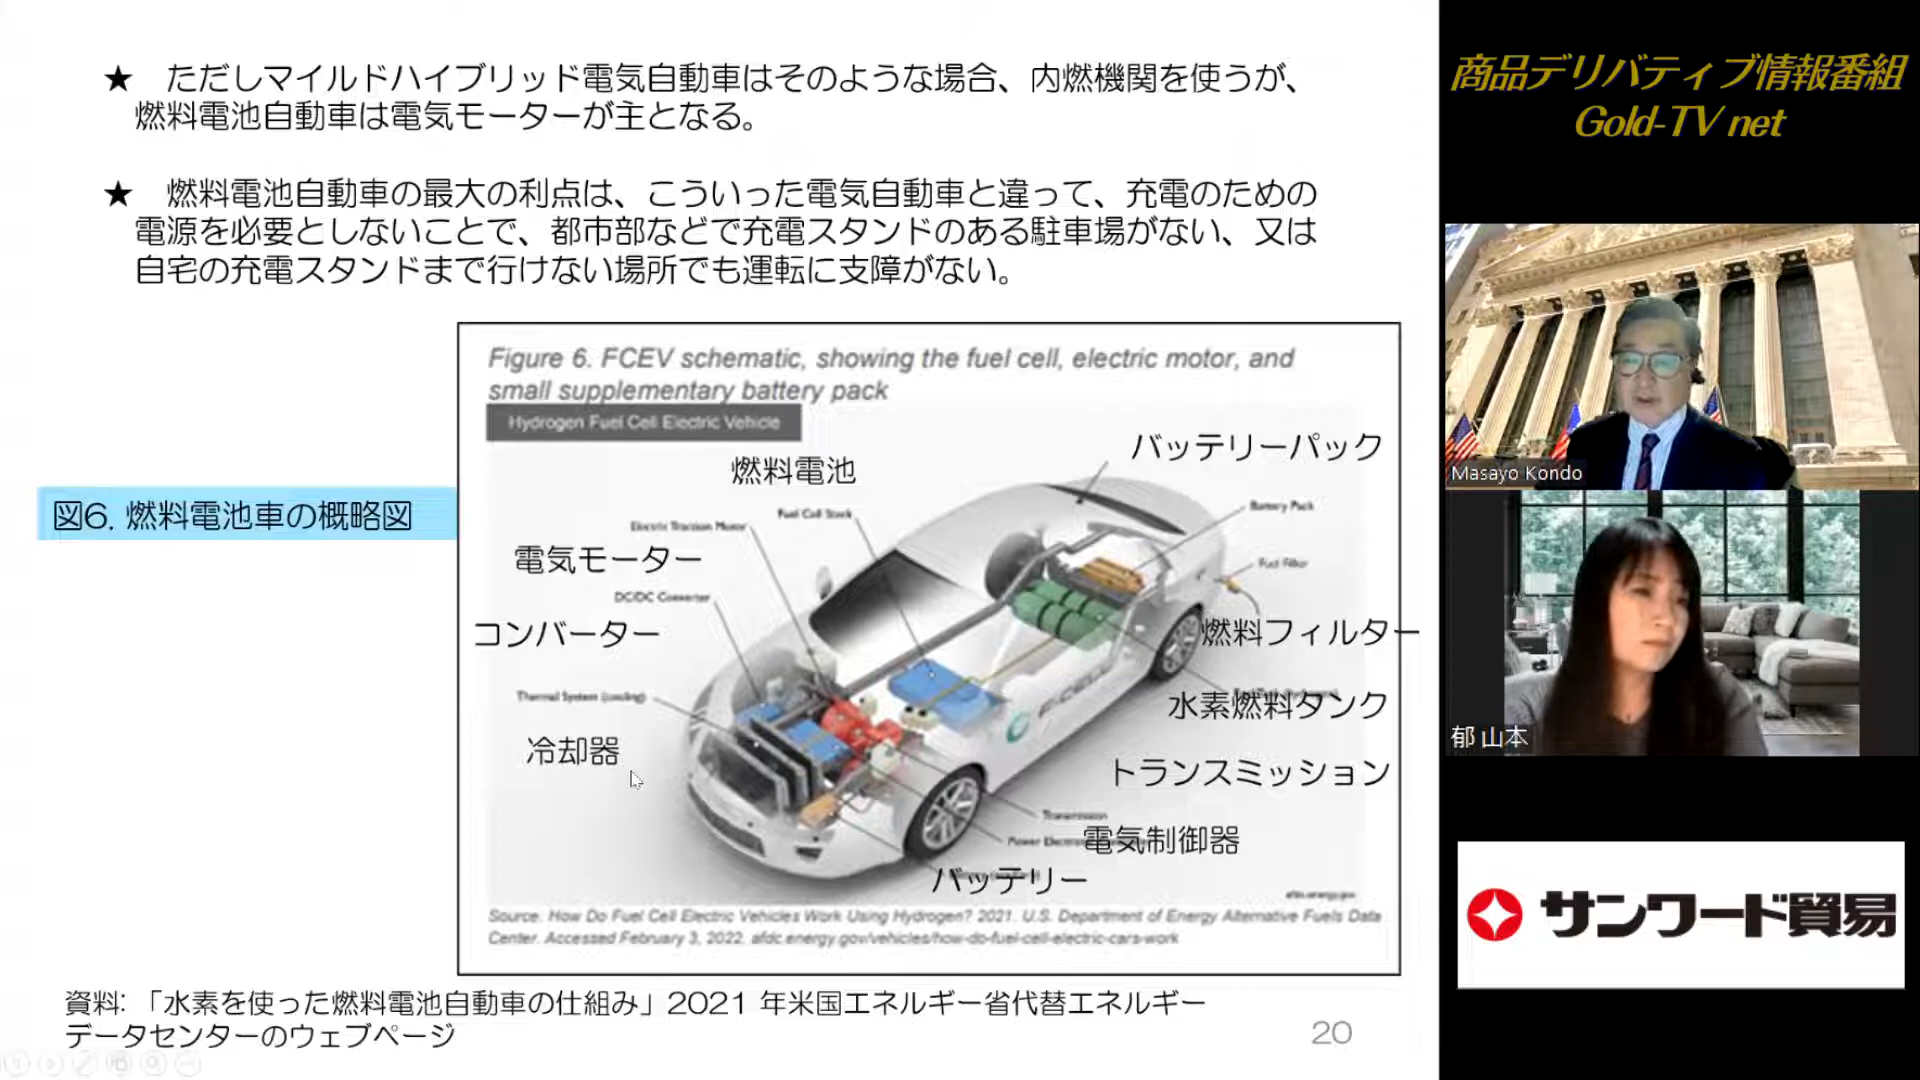 ★ ただしマイルドハイブリッド電気自動車はそのような場合、内燃機関を使うが、
燃料電池自動車は電気モーターが主となる。
★ 燃料電池自動車の最大の利点は、こういった電気自動車と違って、充電のための
電源を必要としないことで、都市部などで充電スタンドのある駐車場がない、又は
自宅の充電スタンドまで行けない場所でも運転に支障がない。
図6. 燃料電池車の概略図
Figure 6. FCEV schematic, showing the fuel cell, electric motor, and
small supplementary battery pack
Hydrogen Fuel Cell Electric Vehicle
バッテリーパック
燃料電池
Battery Pack
Fuel Cell Stack
Electric Traction Motor
電気モーター
Fuel Filler
DC/DC Converter
コンバーター
燃料フィルター
Thermal System (cooling)
水素燃料タンク
冷却器
トランスミッション
Transmission
Power Electron
電気制御器
バッテリー
afdc.energy.gov
Source: How Do Fuel Cell Electric Vehicles Work Using Hydrogen? 2021. U.S. Department of Energy Alternative Fuels Data
Center. Accessed February 3, 2022. afdc.energy.gov/vehicles/how-do-fuel-cell-electric-cars-work
資料: 「水素を使った燃料電池自動車の仕組み」2021 年米国エネルギー省代替エネルギー
データセンターのウェブページ
20
商品デリバティブ情報番組
Gold-TV net
Masayo Kondo
郁 山本
サンワード貿易